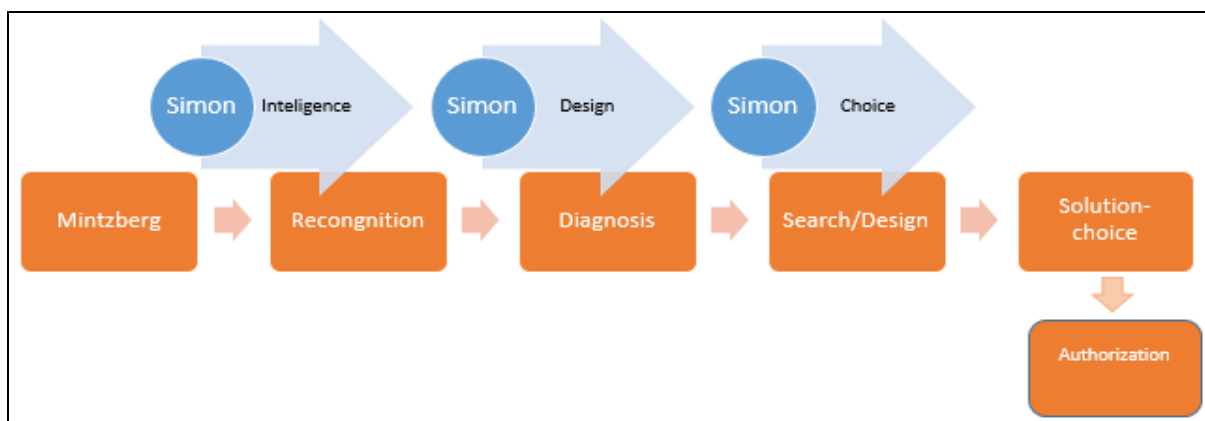 Simon
Inteligence
Simon
Design
Simon
Choice
Mintzberg
Recongnition
Diagnosis
Search/Design
Solution-
choice
Authorization